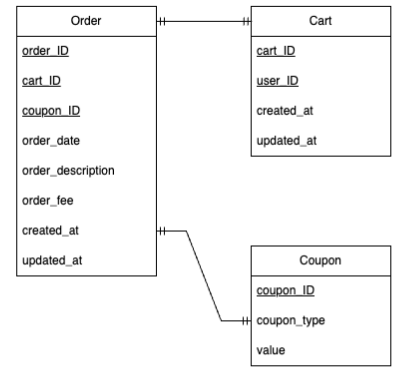 Order
order_ID
cart_ID
coupon_ID
order_date
order_description
order_fee
created_at
updated_at
Cart
cart_ID
user_ID
created_at
updated_at
Coupon
coupon_ID
coupon_type
value